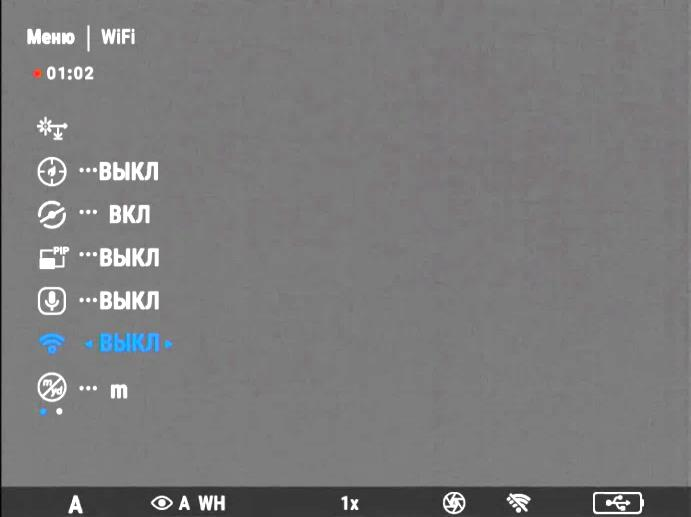 Меню | WiFi
01:02
···ВЫКЛ
··· ВКЛ
PIP ···ВЫКЛ
···ВЫКЛ
ВЫКЛ
m/yd ··· m
A A WH 1x